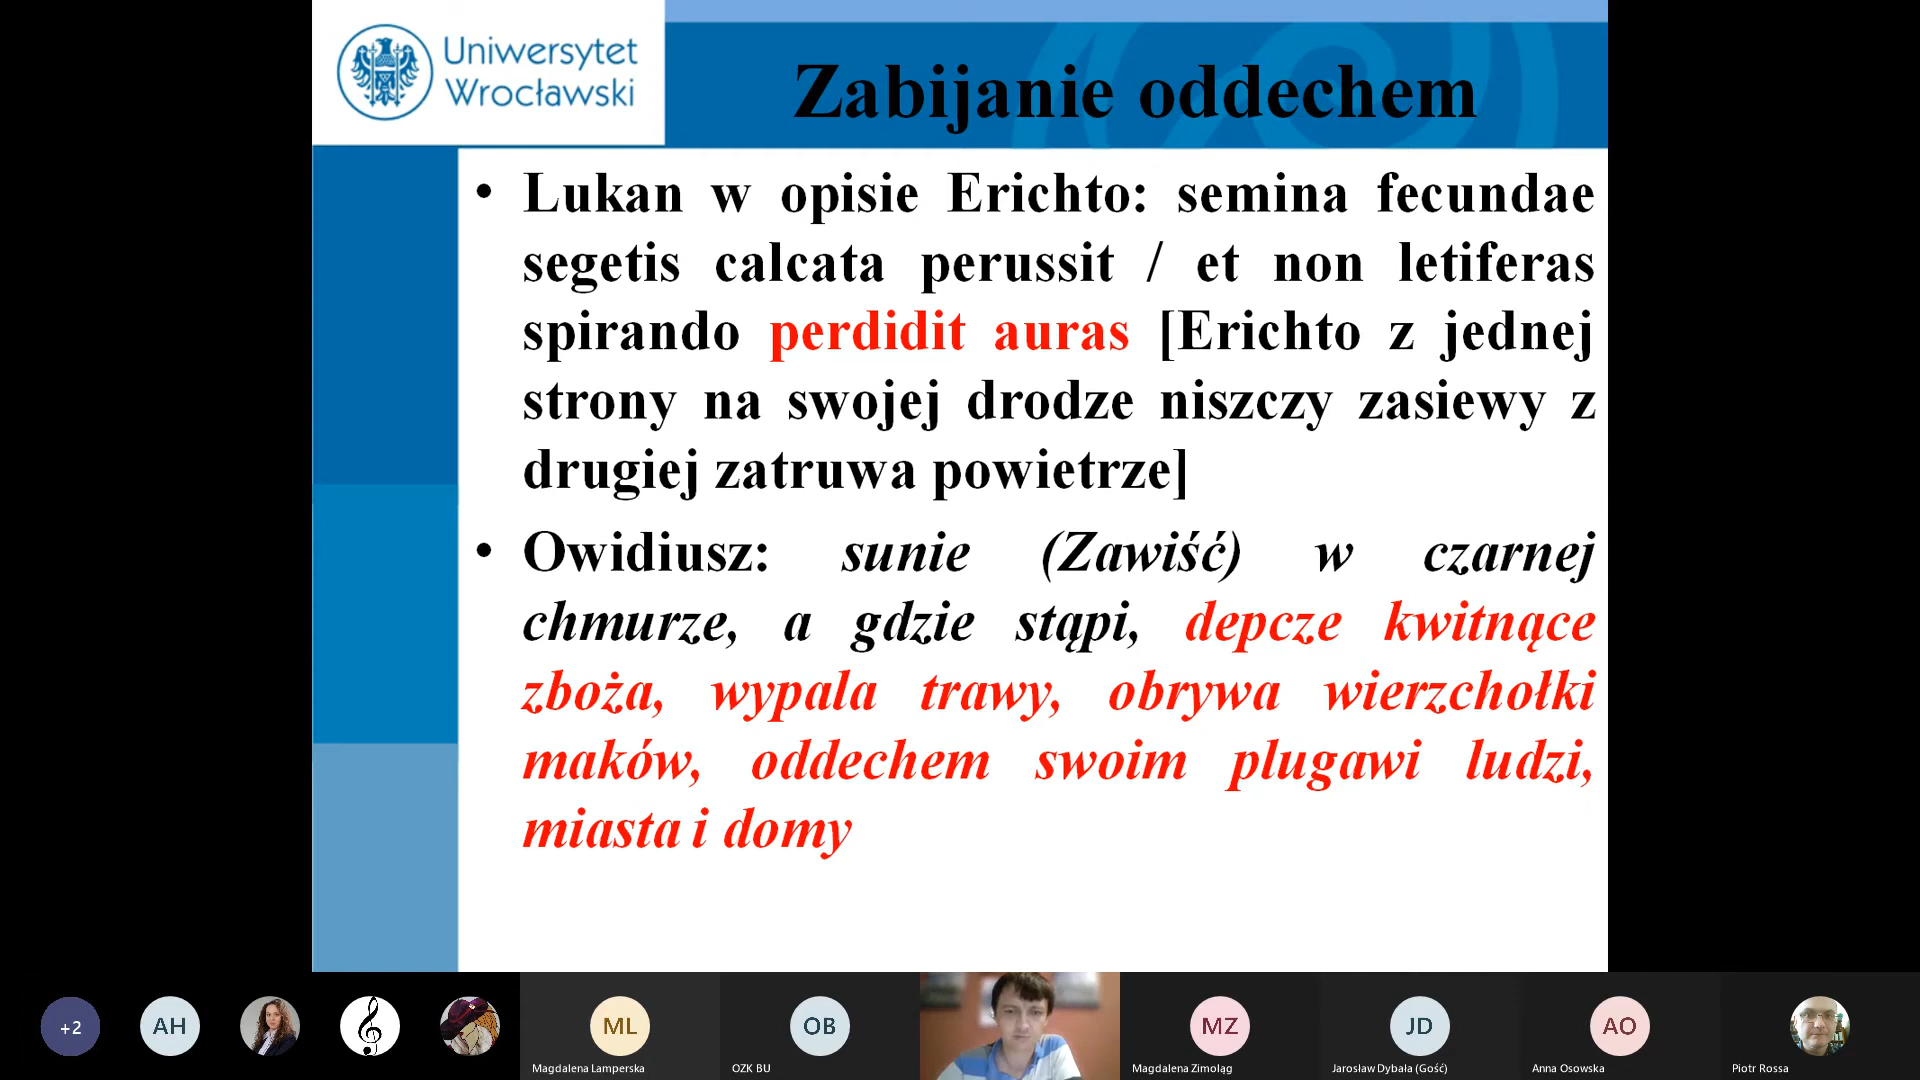 Uniwersytet
Wrocławski
Zabijanie oddechem
• Lukan w opisie Erichto: semina fecundae
segetis calcata perussit / et non letiferas
spirando perdidit auras [Erichto z jednej
strony na swojej drodze niszczy zasiewy z
drugiej zatruwa powietrze]
• Owidiusz: sunie (Zawiść) w czarnej
chmurze, a gdzie stąpi, depcze kwitnące
zboża, wypala trawy, obrywa wierzchołki
maków, oddechem swoim plugawi ludzi,
miasta i domy
+2
AH
ML
OB
MZ
JD
AO
Magdalena Lamperska
OZK BU
Magdalena Zimoląg
Jarosław Dybała (Gość)
Anna Osowska
Piotr Rossa